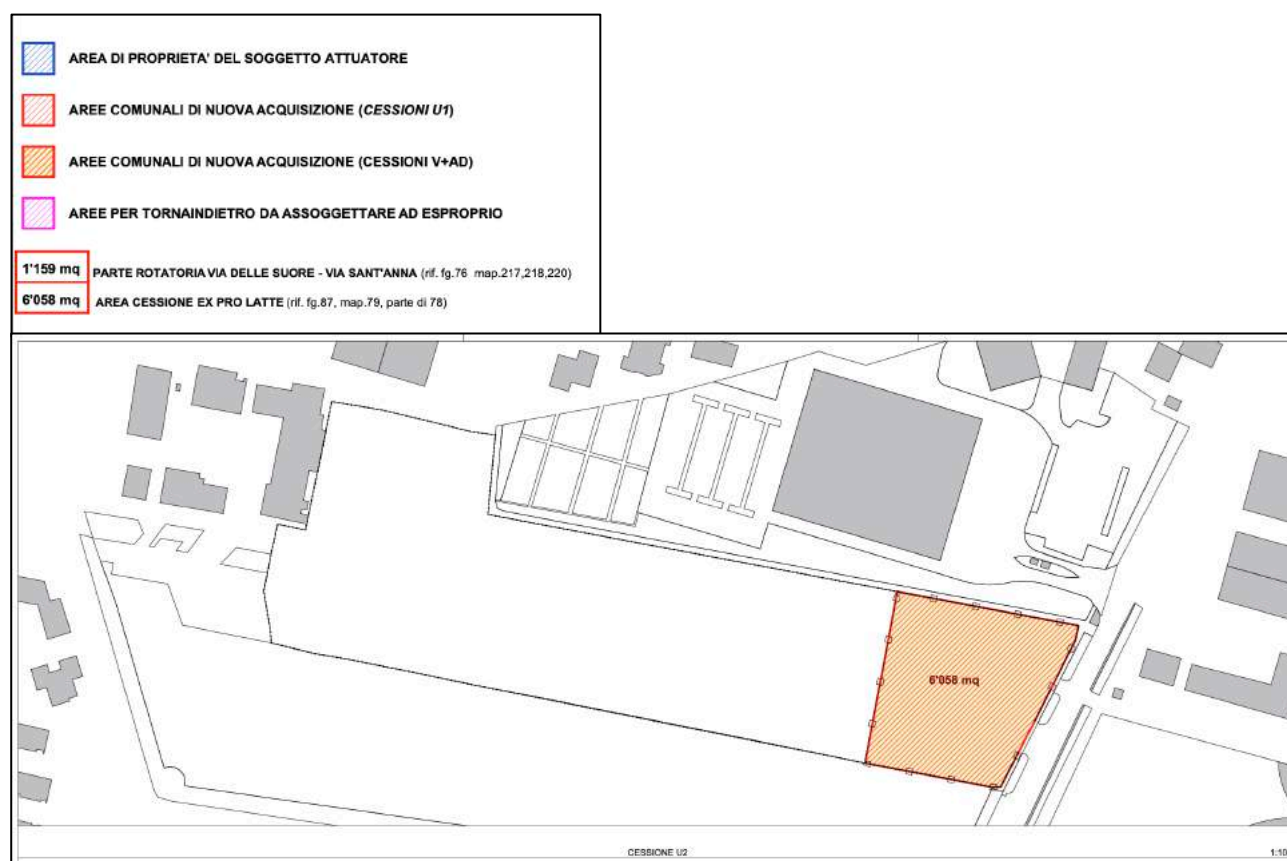 AREA DI PROPRIETA' DEL SOGGETTO ATTUATORE
AREE COMUNALI DI NUOVA ACQUISIZIONE (CESSIONI U1)
AREE COMUNALI DI NUOVA ACQUISIZIONE (CESSIONI V+AD)
AREE PER TORNAINDIETRO DA ASSOGGETTARE AD ESPROPRIO
1'159 mq PARTE ROTATORIA VIA DELLE SUORE - VIA SANT'ANNA (rif. fg.76 map.217,218,220)
6'058 mq AREA CESSIONE EX PRO LATTE (rif. fg.87, map.79, parte di 78)
6'058 mq
CESSIONE U2